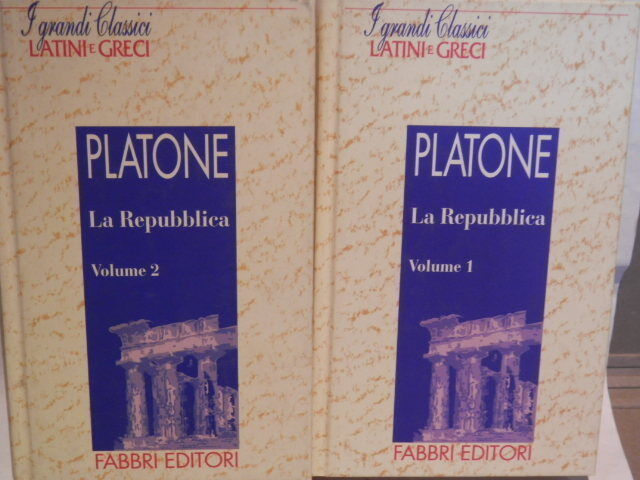 I grandi Classici
LATINI E GRECI
PLATONE
La Repubblica
Volume 2
FABBRI EDITORI
I grandi Classici
LATINI E GRECI
PLATONE
La Repubblica
Volume 1
FABBRI EDITORI